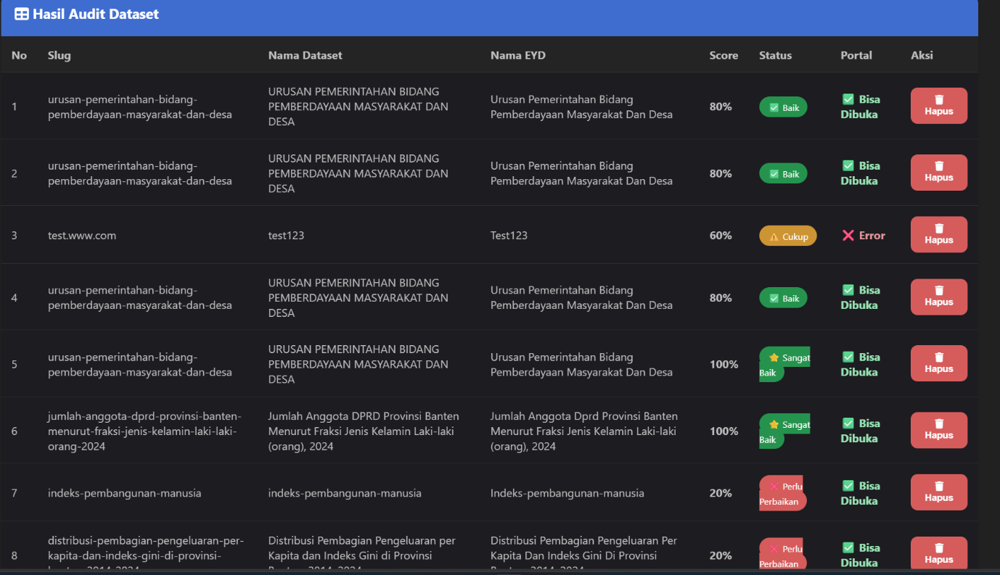 Hasil Audit Dataset
No Slug Nama Dataset Nama EYD Score Status Portal Aksi
1
urusan-pemerintahan-bidang-
pemberdayaan-masyarakat-dan-desa
URUSAN PEMERINTAHAN BIDANG
PEMBERDAYAAN MASYARAKAT DAN
DESA
Urusan Pemerintahan Bidang
Pemberdayaan Masyarakat Dan Desa
80%
Baik
Bisa
Dibuka
Hapus
2
urusan-pemerintahan-bidang-
pemberdayaan-masyarakat-dan-desa
URUSAN PEMERINTAHAN BIDANG
PEMBERDAYAAN MASYARAKAT DAN
DESA
Urusan Pemerintahan Bidang
Pemberdayaan Masyarakat Dan Desa
80%
Baik
Bisa
Dibuka
Hapus
3
test.www.com
test123
Test123
60%
Cukup
Error
Hapus
4
urusan-pemerintahan-bidang-
pemberdayaan-masyarakat-dan-desa
URUSAN PEMERINTAHAN BIDANG
PEMBERDAYAAN MASYARAKAT DAN
DESA
Urusan Pemerintahan Bidang
Pemberdayaan Masyarakat Dan Desa
80%
Baik
Bisa
Dibuka
Hapus
5
urusan-pemerintahan-bidang-
pemberdayaan-masyarakat-dan-desa
URUSAN PEMERINTAHAN BIDANG
PEMBERDAYAAN MASYARAKAT DAN
DESA
Urusan Pemerintahan Bidang
Pemberdayaan Masyarakat Dan Desa
100%
Sangat
Baik
Bisa
Dibuka
Hapus
6
jumlah-anggota-dprd-provinsi-banten-
menurut-fraksi-jenis-kelamin-laki-laki-
orang-2024
Jumlah Anggota DPRD Provinsi Banten
Menurut Fraksi Jenis Kelamin Laki-laki
(orang), 2024
Jumlah Anggota Dprd Provinsi Banten
Menurut Fraksi Jenis Kelamin Laki-laki
(orang), 2024
100%
Sangat
Baik
Bisa
Dibuka
Hapus
7
indeks-pembangunan-manusia
indeks-pembangunan-manusia
Indeks-pembangunan-manusia
20%
Perlu
Perbaikan
Bisa
Dibuka
Hapus
8
distribusi-pembagian-pengeluaran-per-
kapita-dan-indeks-gini-di-provinsi-
Distribusi Pembagian Pengeluaran per
Kapita dan Indeks Gini di Provinsi
Distribusi Pembagian Pengeluaran Per
Kapita Dan Indeks Gini Di Provinsi
20%
Perlu
Perbaikan
Bisa
Dibuka
Hapus